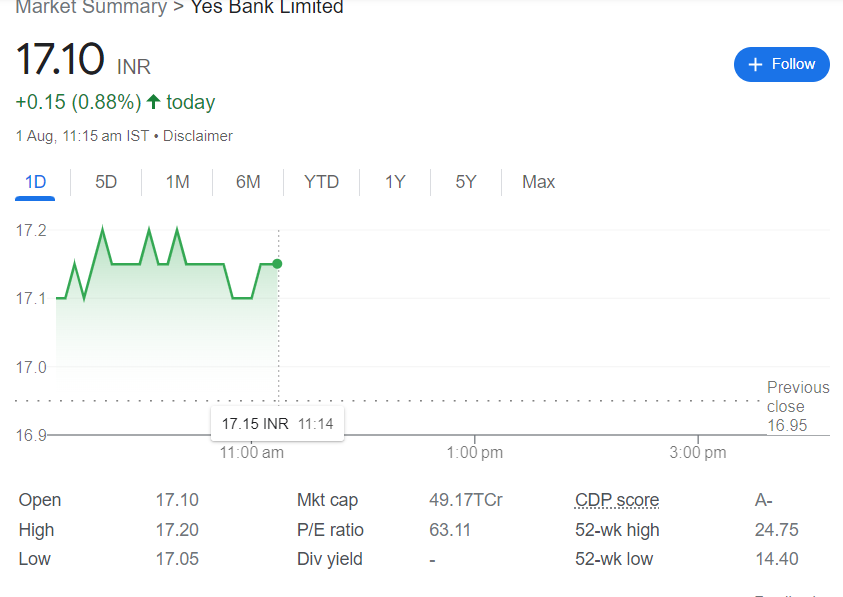 Market Summary > Yes Bank Limited
17.10 INR
+ Follow
+0.15 (0.88%) ↑ today
1 Aug, 11:15 am IST • Disclaimer
1D 5D 1M 6M YTD 1Y 5Y Max
17.2
17.1
17.0
Previous
close
16.95
17.15 INR 11:14
16.9
11:00 am 1:00 pm 3:00 pm
Open 17.10 Mkt cap 49.17TCr CDP score A-
High 17.20 P/E ratio 63.11 52-wk high 24.75
Low 17.05 Div yield - 52-wk low 14.40